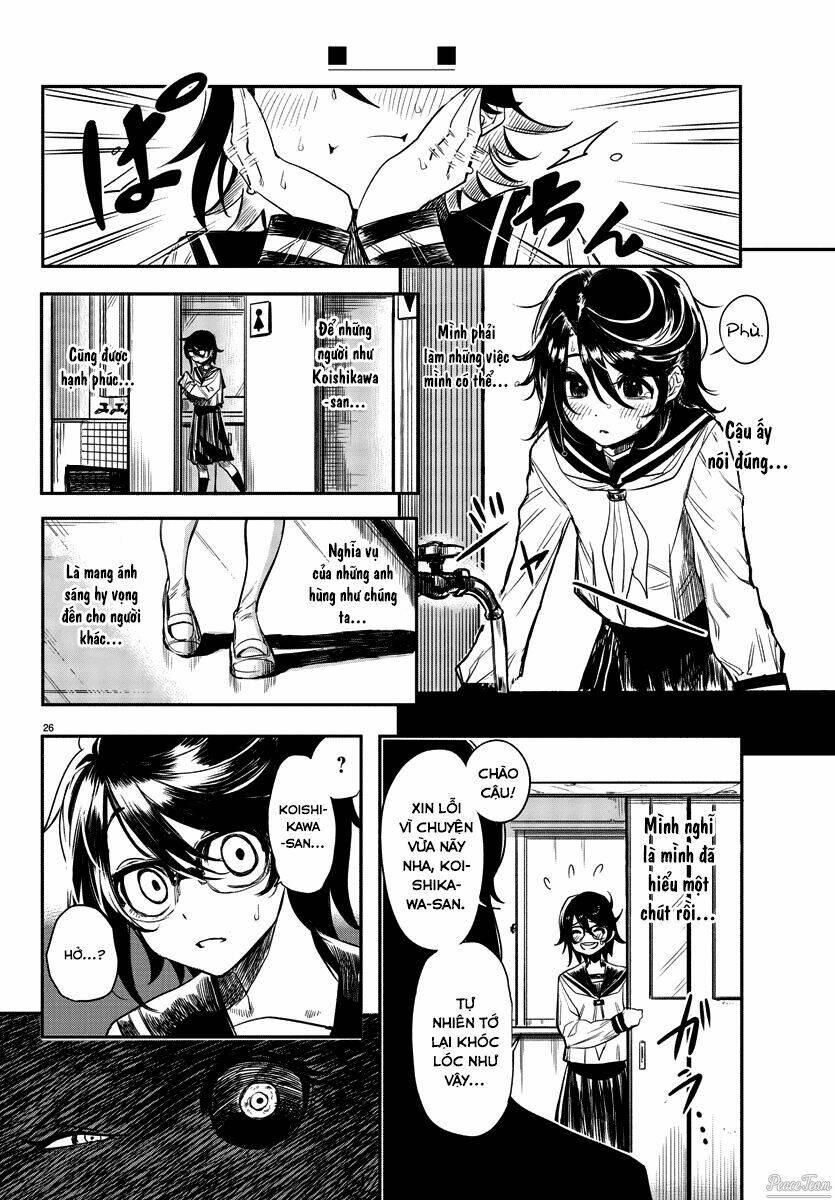 ぱ
ちん
Phù.
Cậu ấy
nói đúng...
Mình phải
làm những việc
mình có thể...
Để những
người như
Koishikawa
-san...
Cũng được
hạnh phúc...
Nghĩa vụ
của những anh
hùng như chúng
ta...
Là mang ánh
sáng hy vọng
đến cho người
khác...
26
Mình nghĩ
là mình đã
hiểu một
chút rồi...
ガラ...
CHÀO
CẬU!
XIN LỖI
VÌ CHUYỆN
VỪA NÃY
NHA, KOI-
SHIKA-
WA-SAN.
TỰ
NHIÊN TỚ
LẠI KHÓC
LÓC NHƯ
VẬY...
?
KOISHI-
KAWA
-SAN...
HỞ...?
PeaceTeam